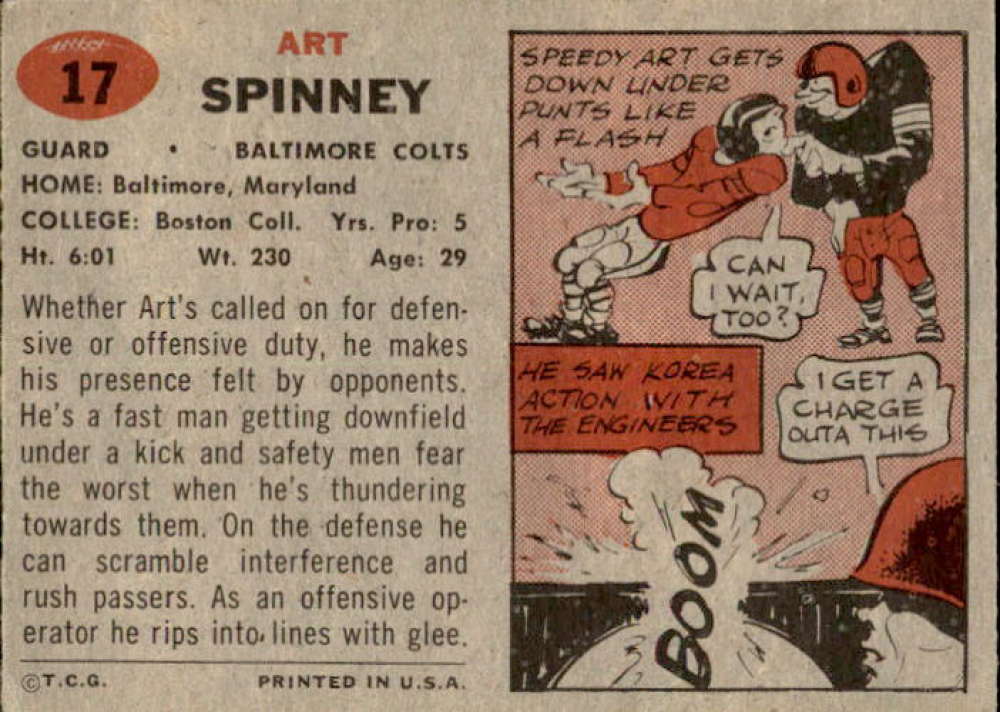 17
ART
SPINNEY
GUARD • BALTIMORE COLTS
HOME: Baltimore, Maryland
COLLEGE: Boston Coll. Yrs. Pro: 5
Ht. 6:01 Wt. 230 Age: 29
Whether Art's called on for defen-
sive or offensive duty, he makes
his presence felt by opponents.
He's a fast man getting downfield
under a kick and safety men fear
the worst when he's thundering
towards them. On the defense he
can scramble interference and
rush passers. As an offensive op-
erator he rips into lines with glee.
©T.C.G. PRINTED IN U.S.A.
SPEEDY ART GETS
DOWN UNDER
PUNTS LIKE
A FLASH
CAN
I WAIT,
TOO?
HE SAW KOREA
ACTION WITH
THE ENGINEERS
I GET A
CHARGE
OUTA THIS
BOOM